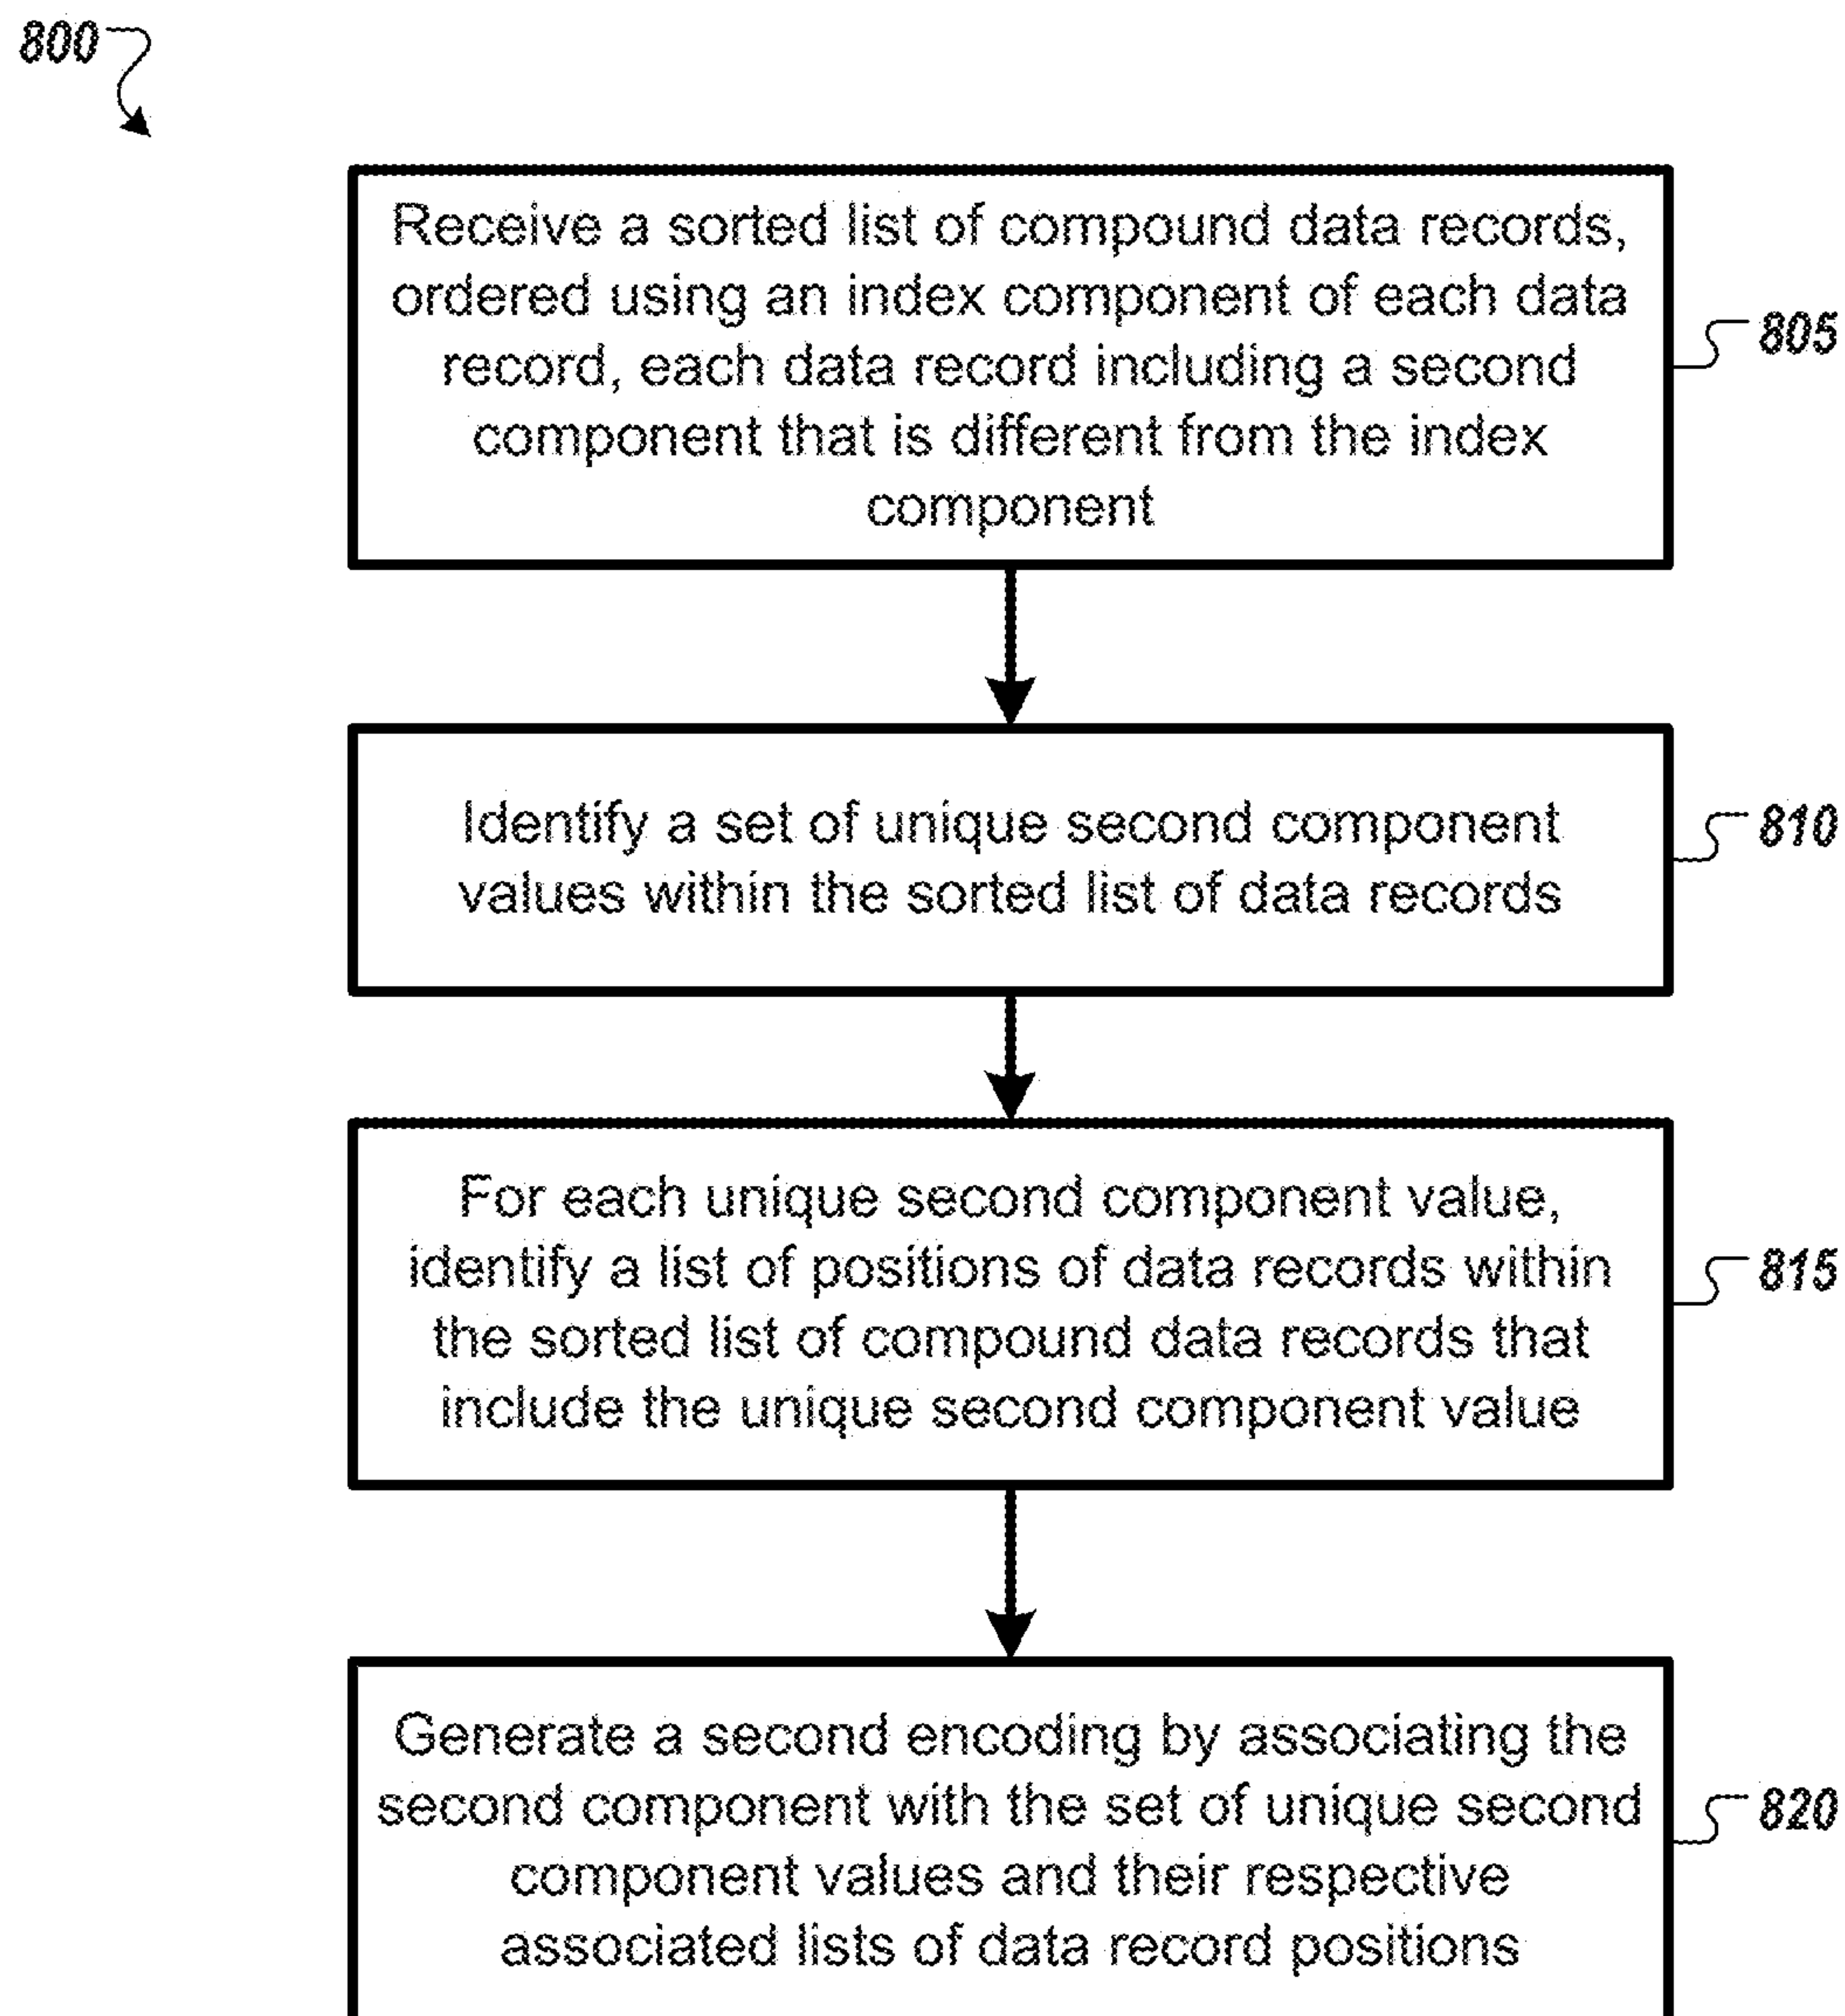 800
Receive a sorted list of compound data records,
ordered using an index component of each data
record, each data record including a second
component that is different from the index
component
805
Identify a set of unique second component
values within the sorted list of data records
810
For each unique second component value,
identify a list of positions of data records within
the sorted list of compound data records that
include the unique second component value
815
Generate a second encoding by associating the
second component with the set of unique second
component values and their respective
associated lists of data record positions
820